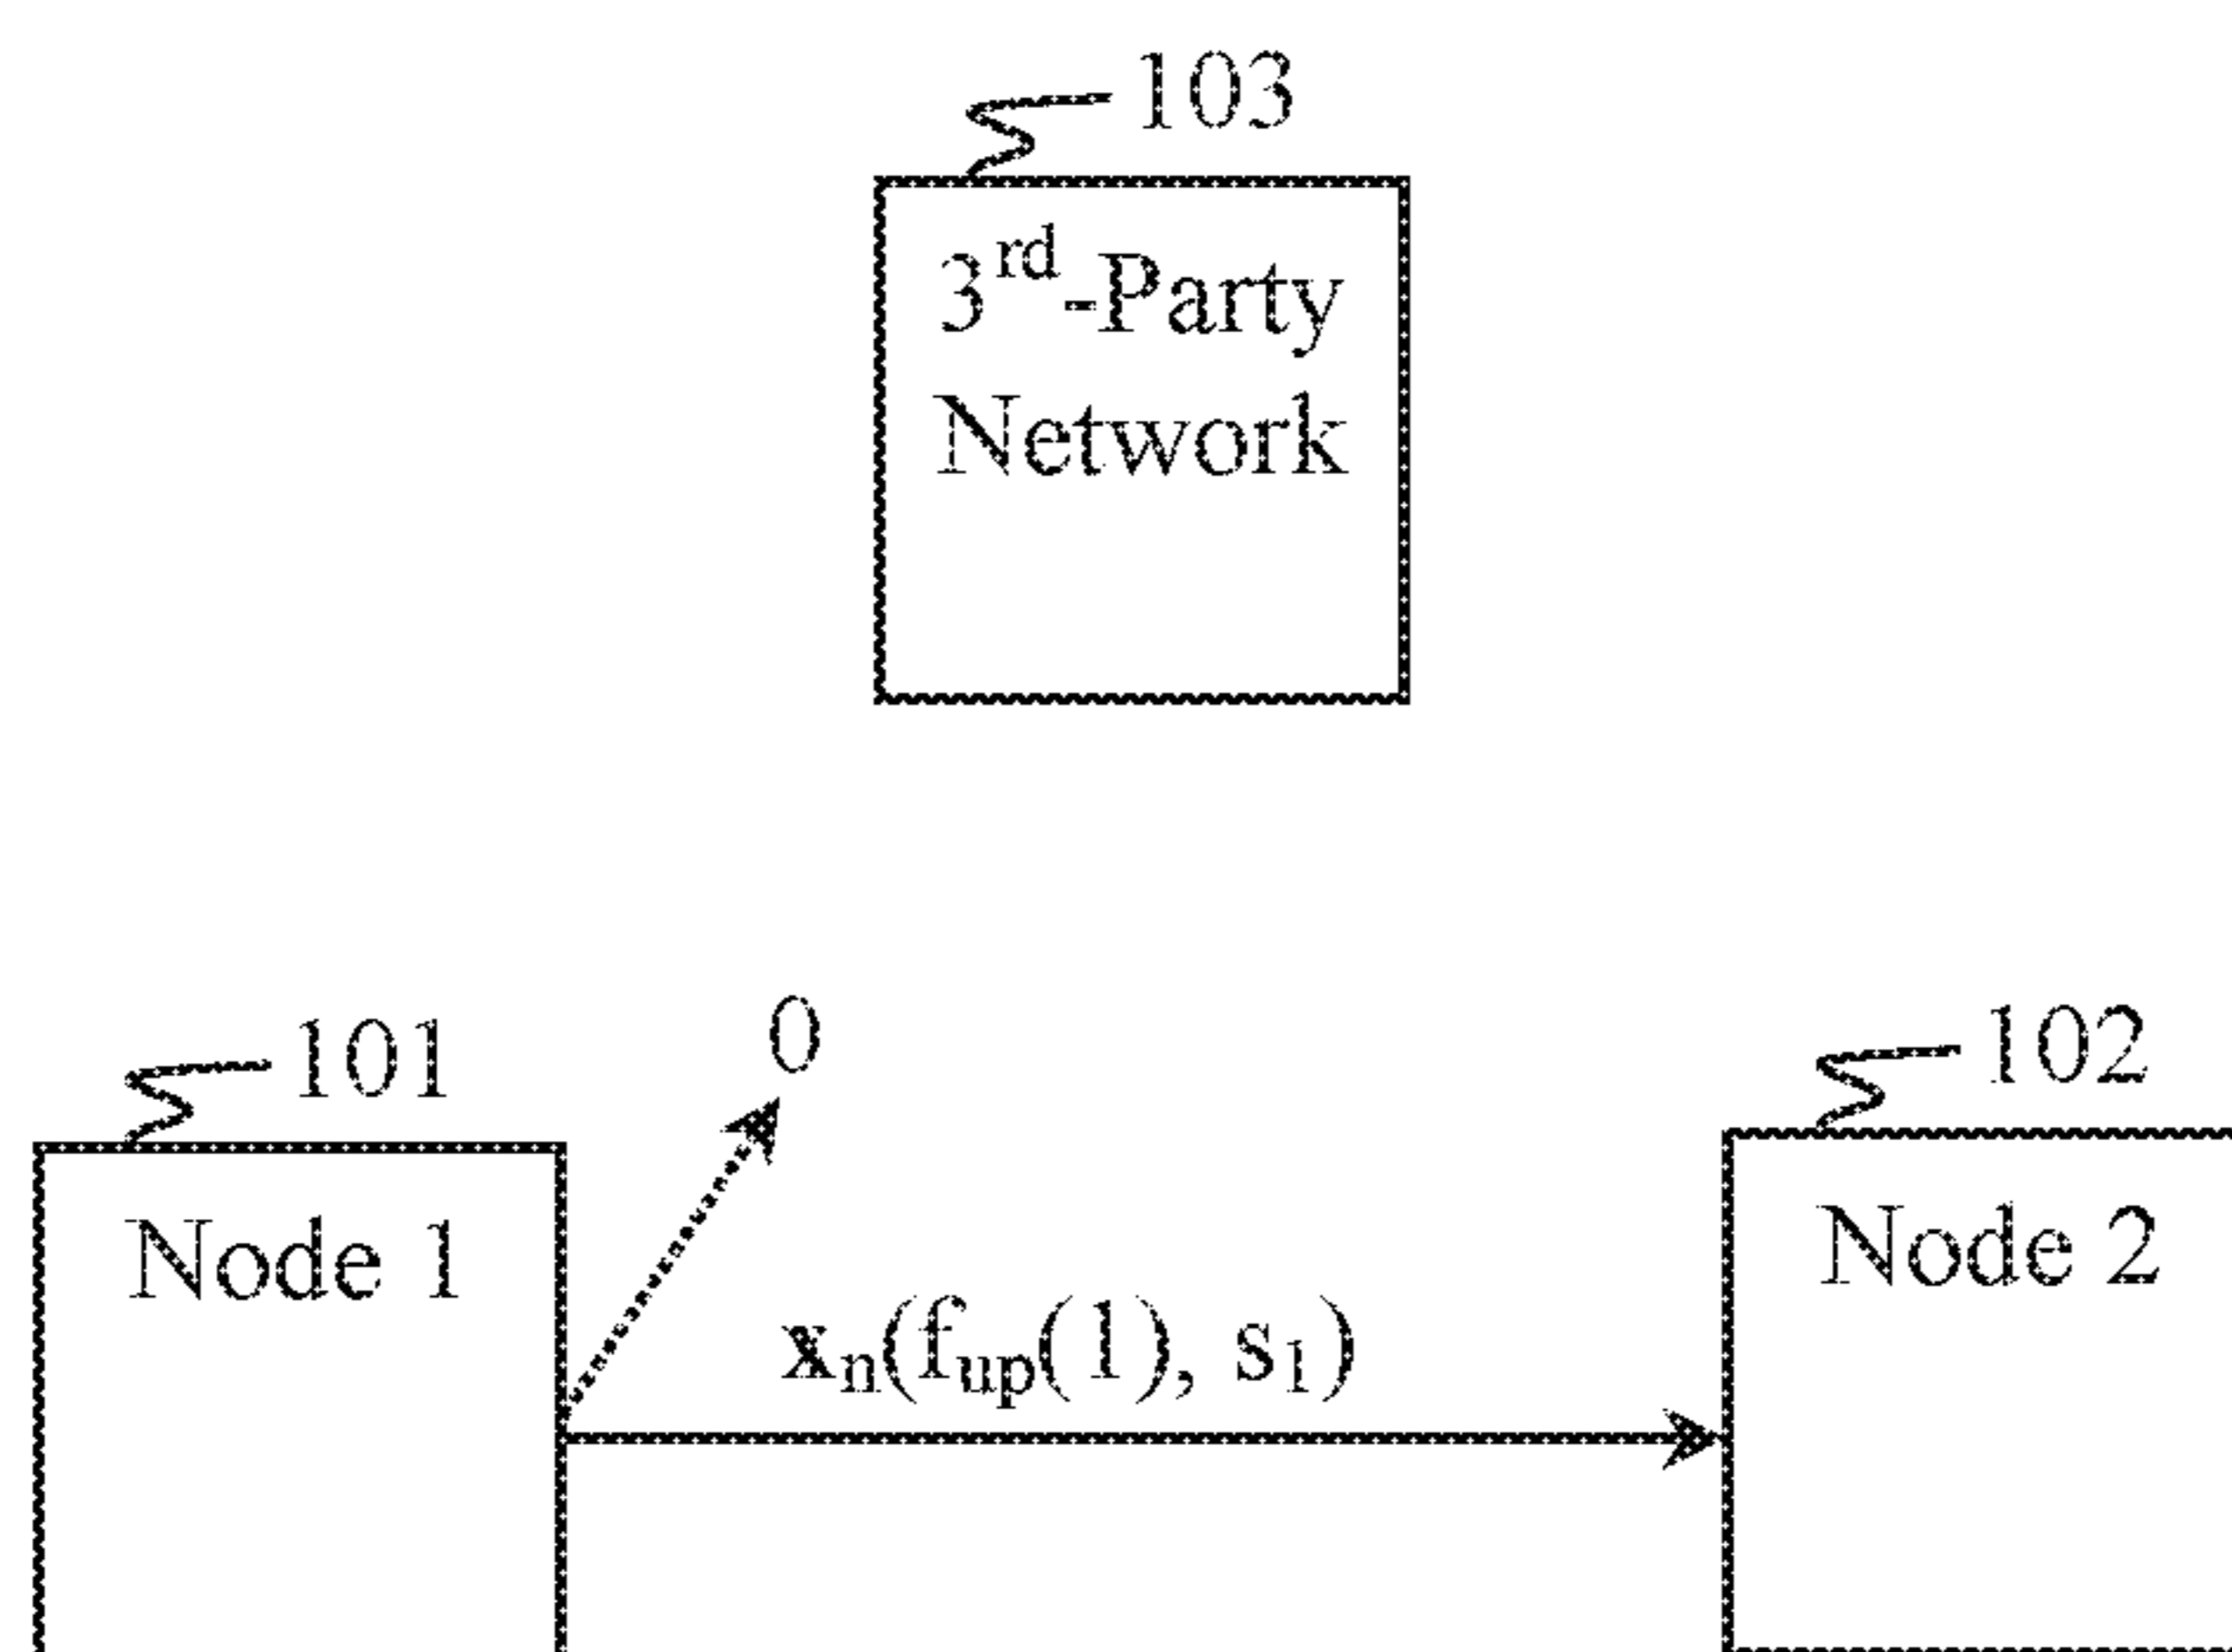 103
3rd-Party
Network
0
101
102
Node 1
Node 2
xn(fup(1), s1)